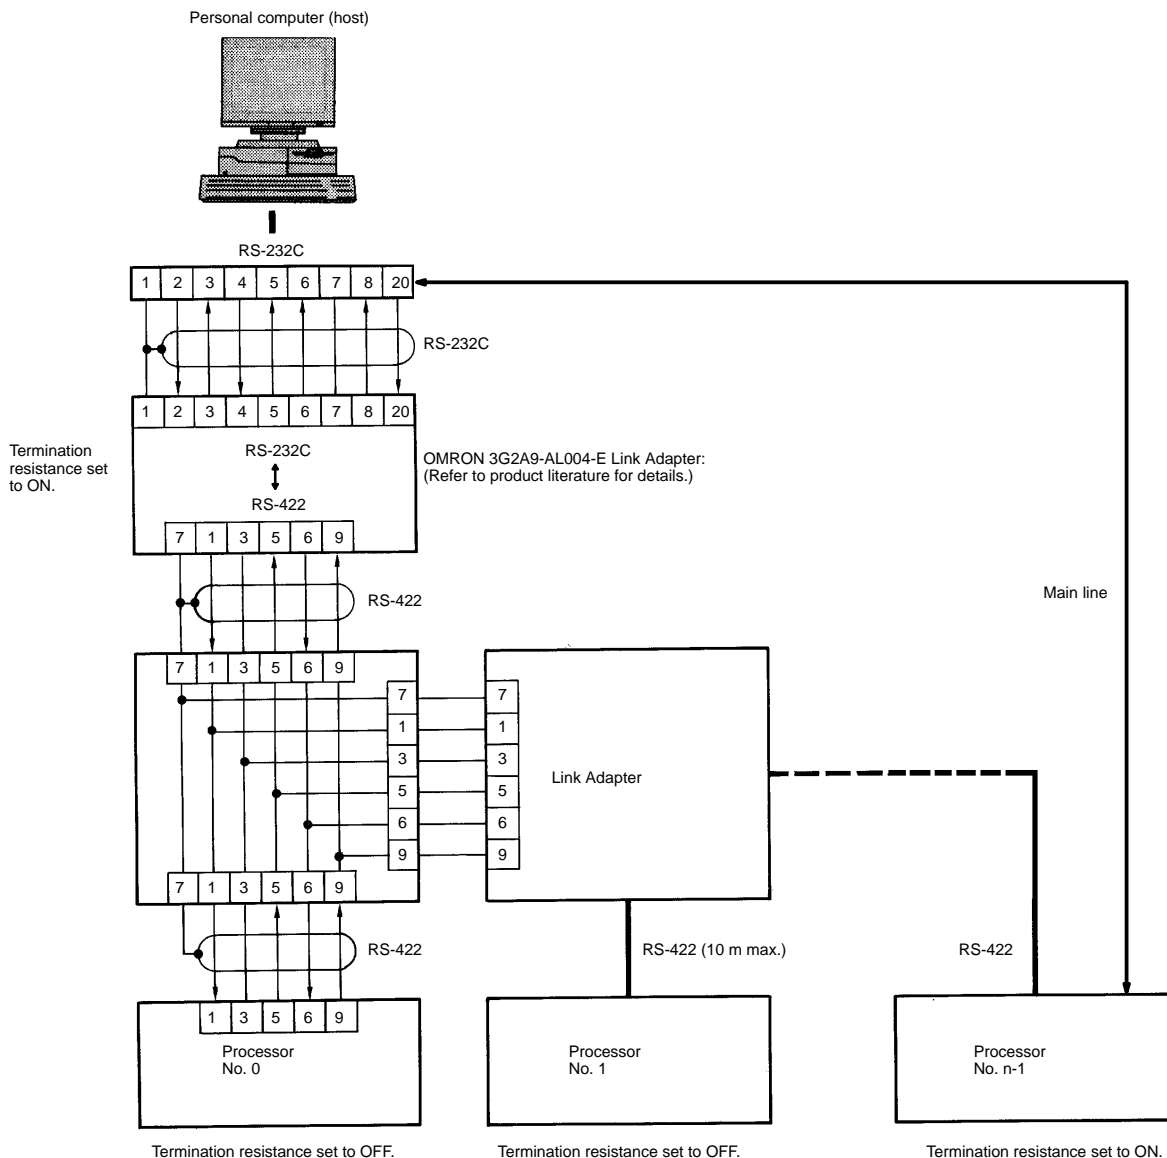 Personal computer (host)
RS-232C
1 2 3 4 5 6 7 8 20
RS-232C
1 2 3 4 5 6 7 8 20
Termination
resistance set
to ON.
RS-232C
RS-422
OMRON 3G2A9-AL004-E Link Adapter:
(Refer to product literature for details.)
7 1 3 5 6 9
RS-422
Main line
7 1 3 5 6 9
7 7
1 1
3 3
5 5
6 6
9 9
Link Adapter
7 1 3 5 6 9
RS-422
RS-422 (10 m max.)
RS-422
1 3 5 6 9
Processor
No. 0
Processor
No. 1
Processor
No. n-1
Termination resistance set to OFF.
Termination resistance set to OFF.
Termination resistance set to ON.